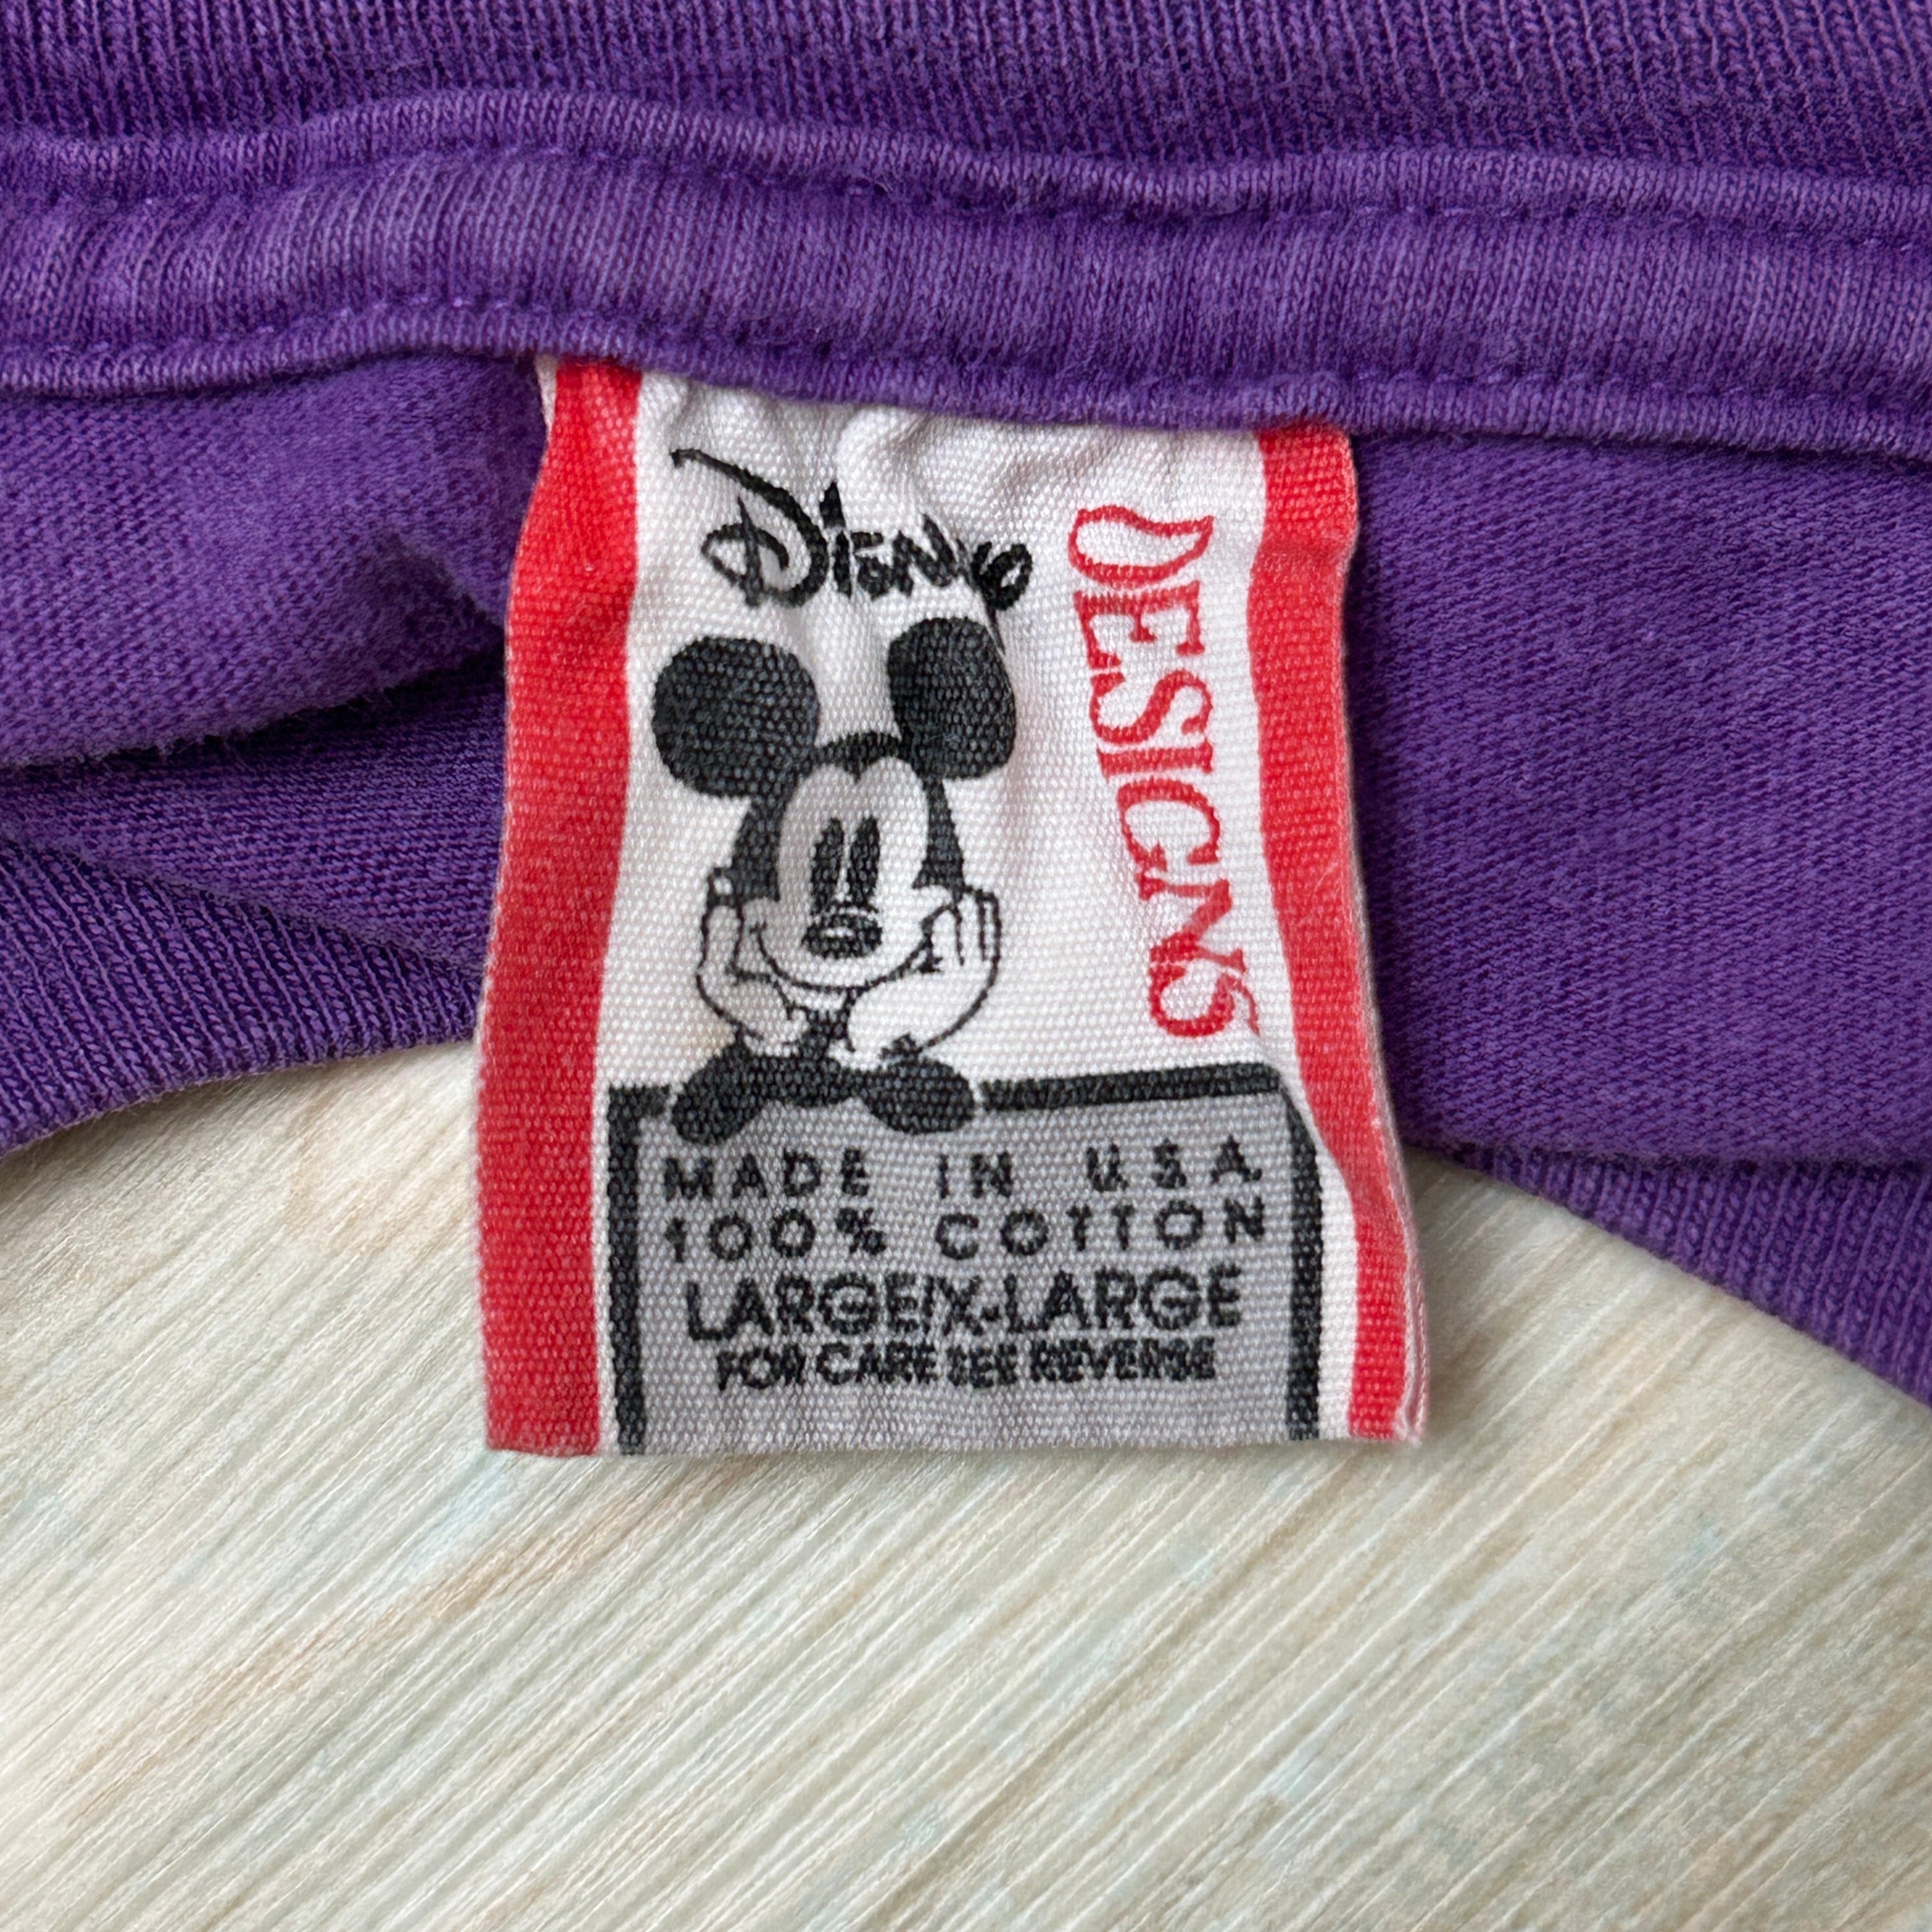 Disney
DESIGNS
MADE IN U.S.A.
100% COTTON
LARGE/X-LARGE
FOR CARE SEE REVERSE